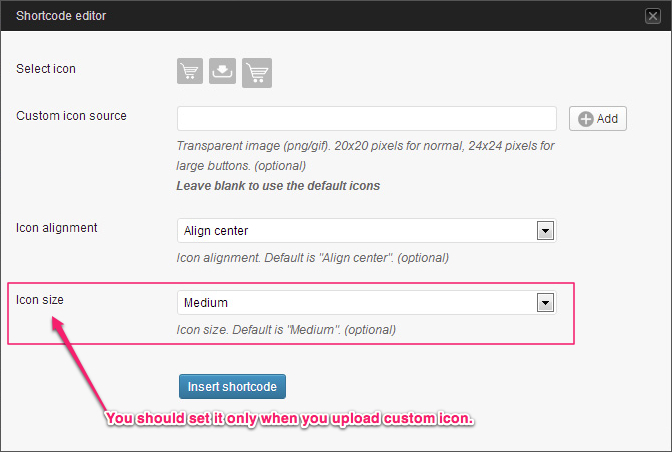 Shortcode editor
Select icon
Custom icon source
Add
Transparent image (png/gif). 20x20 pixels for normal, 24x24 pixels for
large buttons. (optional)
Leave blank to use the default icons
Icon alignment
Align center
Icon alignment. Default is "Align center". (optional)
Icon size
Medium
Icon size. Default is "Medium". (optional)
Insert shortcode
You should set it only when you upload custom icon.